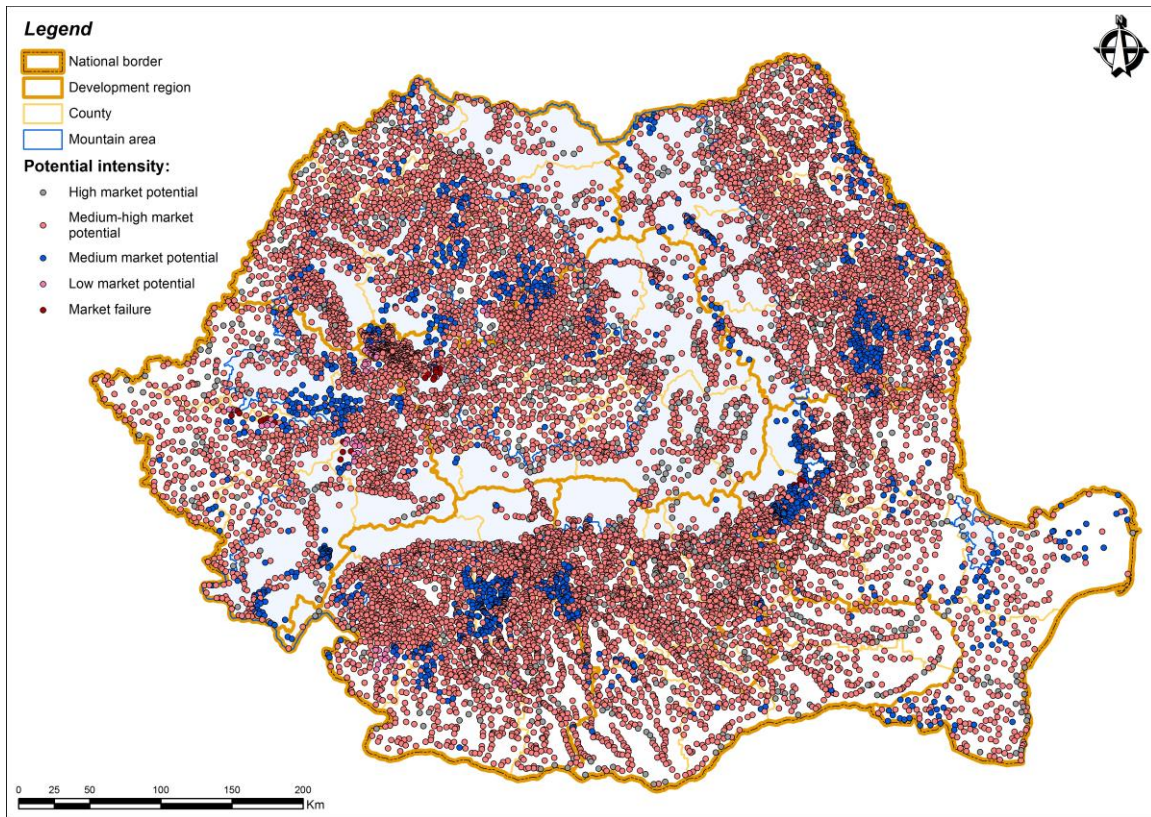 Legend
National border
Development region
County
Mountain area
Potential intensity:
High market potential
Medium-high market
potential
Medium market potential
Low market potential
Market failure
N
0 25 50 100 150 200
Km